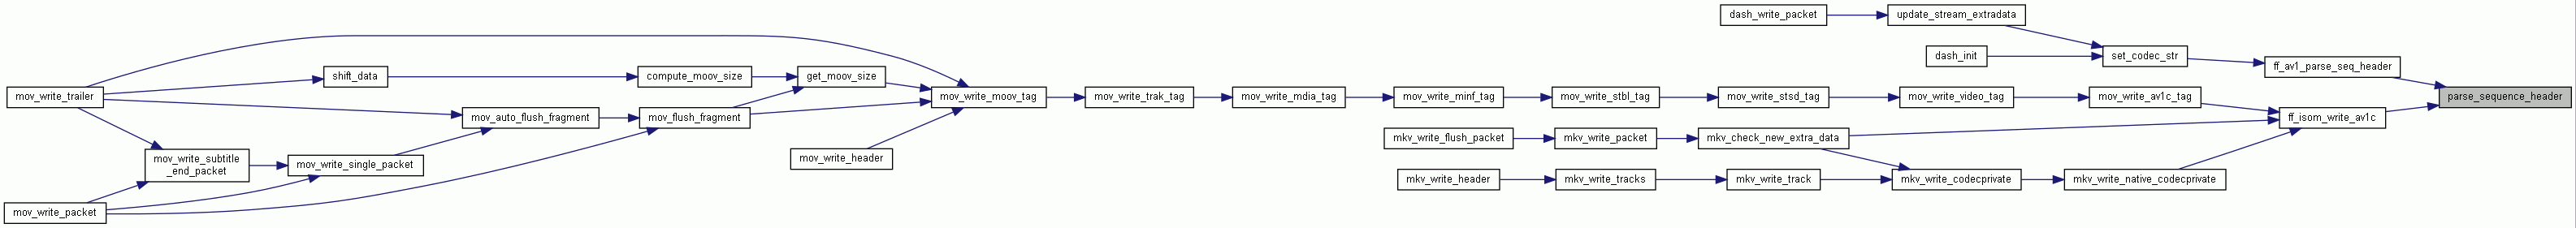 dash_write_packet
update_stream_extradata
dash_init
set_codec_str
ff_av1_parse_seq_header
shift_data
compute_moov_size
get_moov_size
mov_write_trailer
mov_write_moov_tag
mov_write_trak_tag
mov_write_mdia_tag
mov_write_minf_tag
mov_write_stbl_tag
mov_write_stsd_tag
mov_write_video_tag
mov_write_av1c_tag
parse_sequence_header
mov_auto_flush_fragment
mov_flush_fragment
ff_isom_write_av1c
mkv_write_flush_packet
mkv_write_packet
mkv_check_new_extra_data
mov_write_subtitle
_end_packet
mov_write_single_packet
mov_write_header
mkv_write_header
mkv_write_tracks
mkv_write_track
mkv_write_codecprivate
mkv_write_native_codecprivate
mov_write_packet